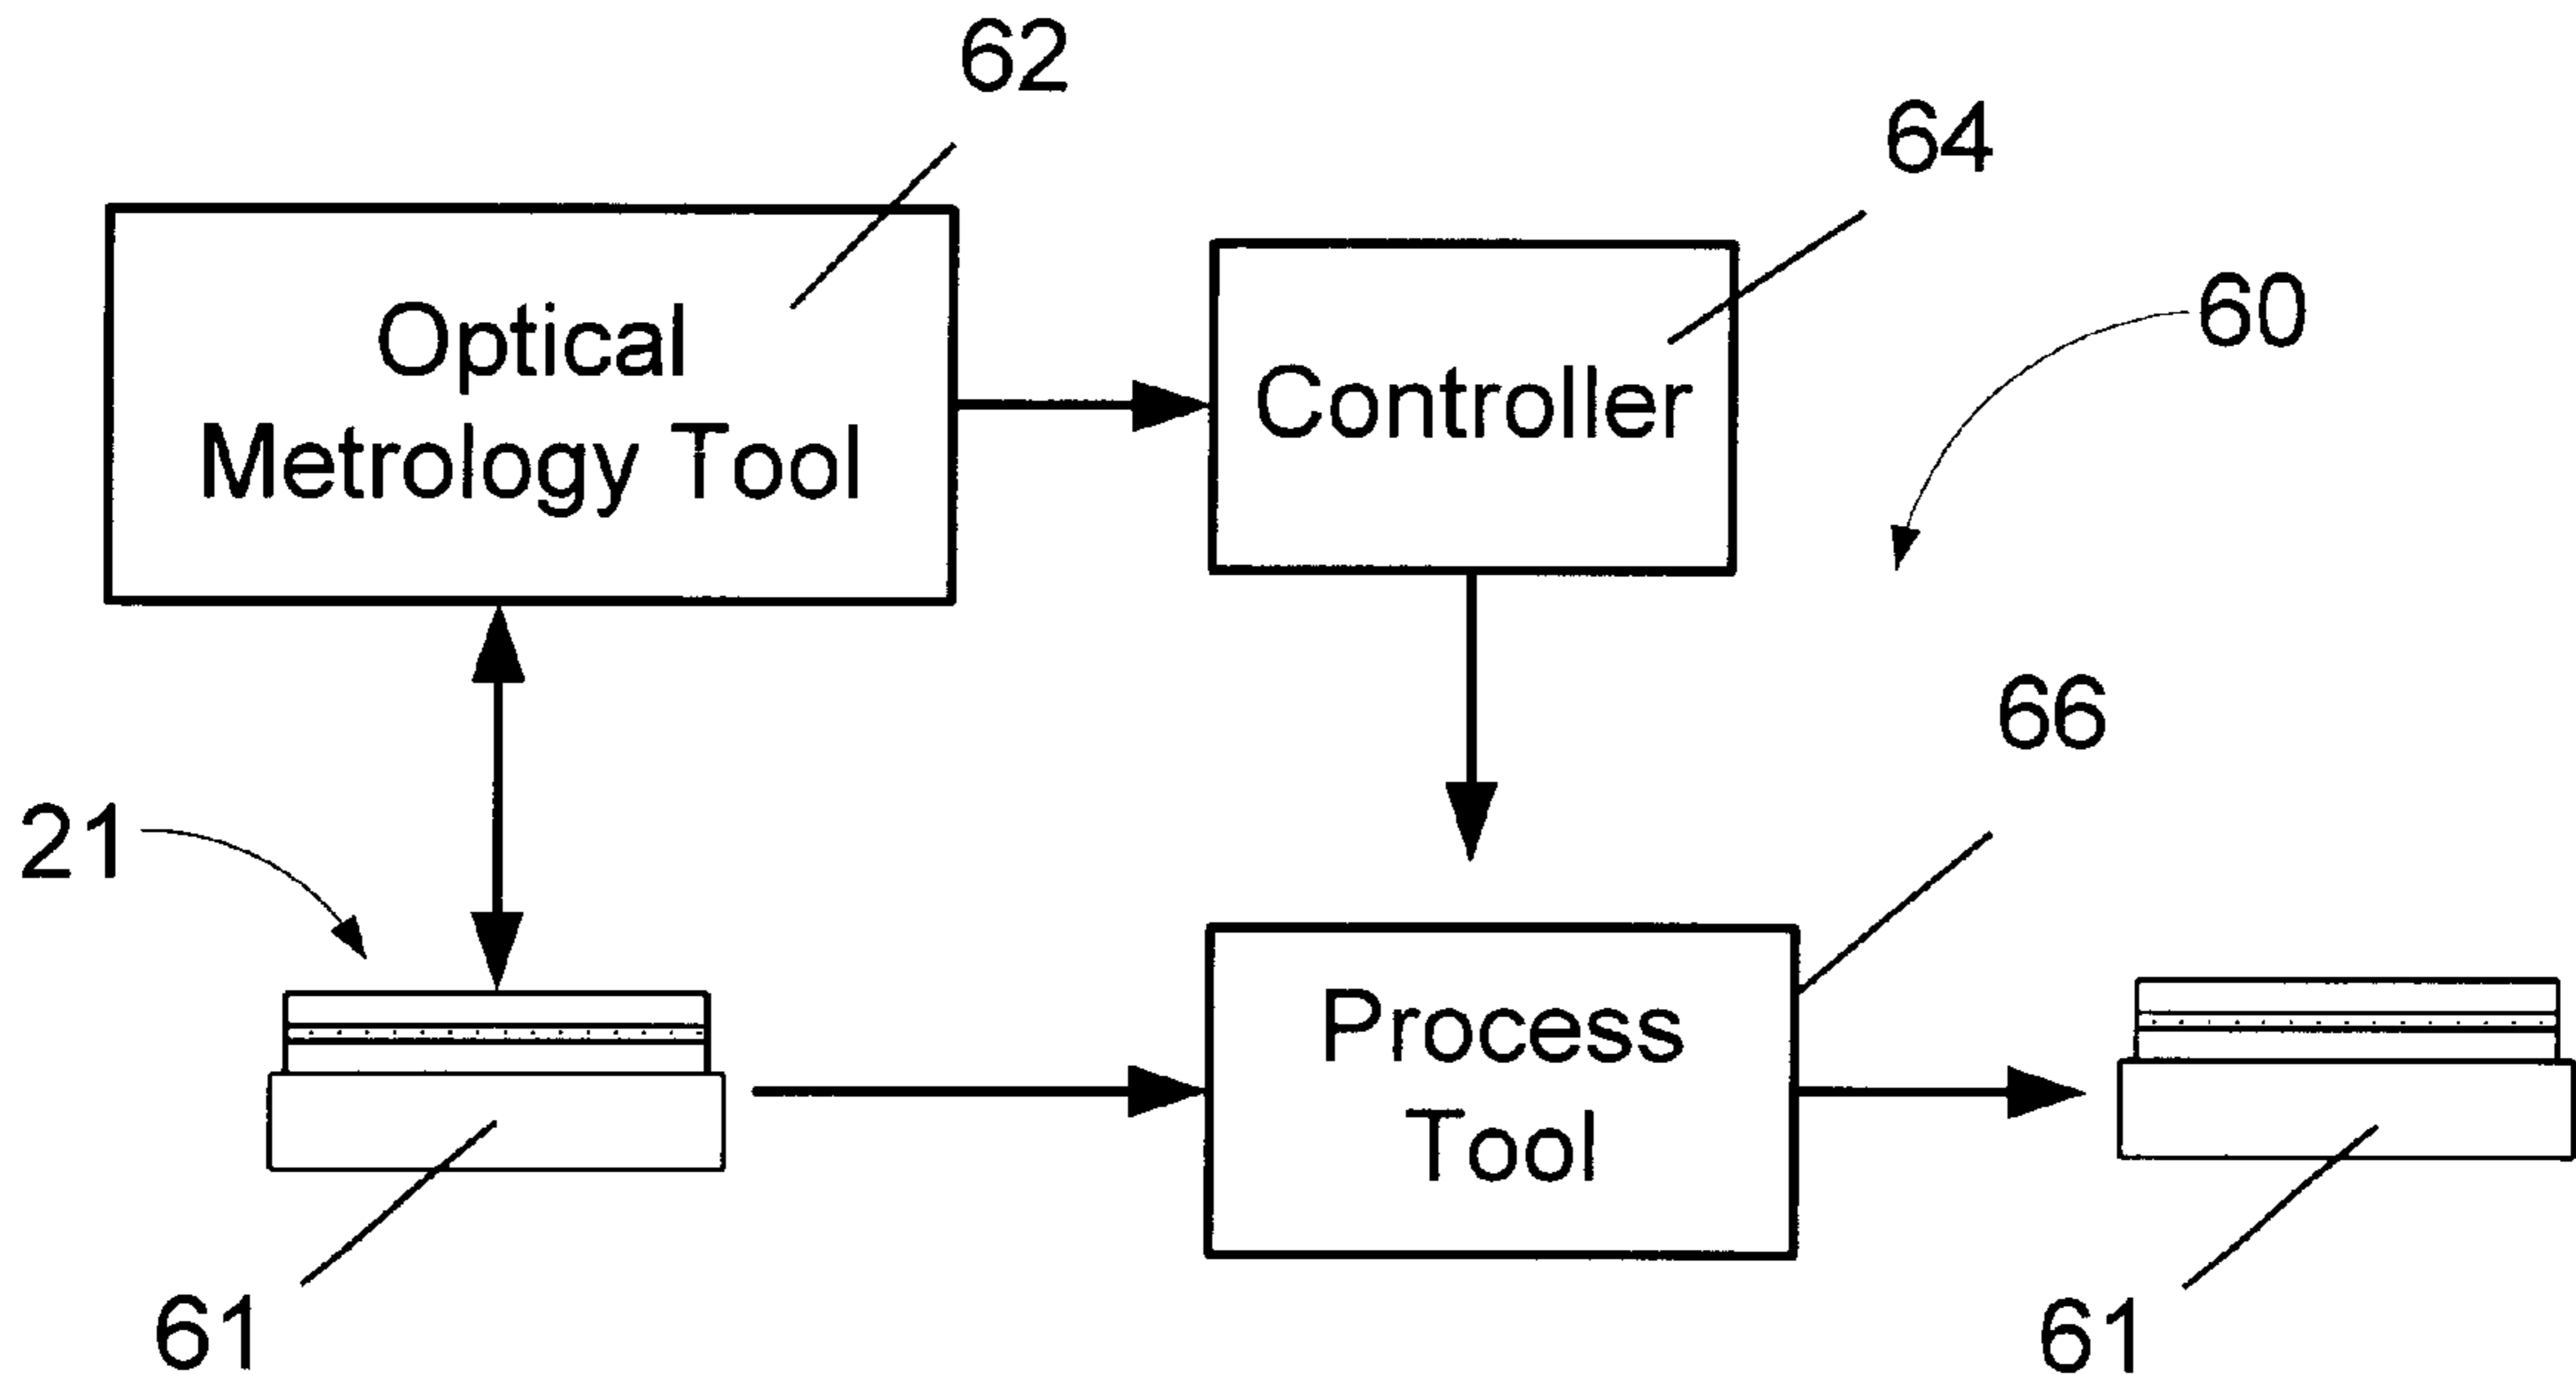 62
64
60
Optical
Metrology Tool
Controller
66
21
Process
Tool
61
61